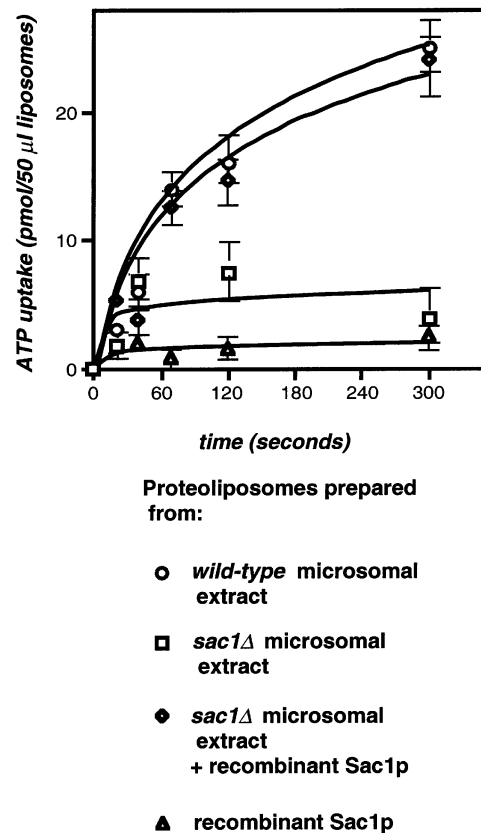 ATP uptake (pmol/50 µl liposomes)
20
10
0
0 60 120 180 240 300
time (seconds)
Proteoliposomes prepared
from:
wild-type microsomal
extract
sac1Δ microsomal
extract
sac1Δ microsomal
extract
+ recombinant Sac1p
recombinant Sac1p